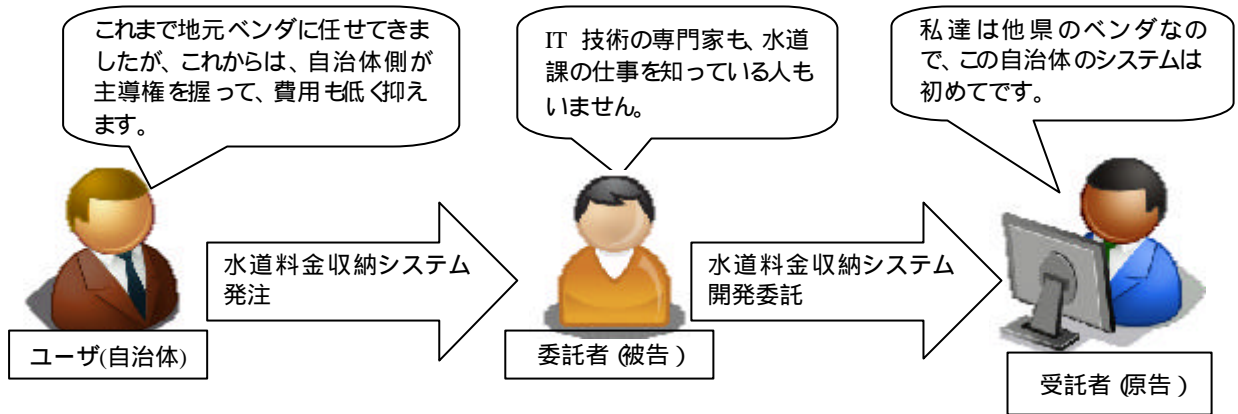 これまで地元ベンダに任せてきま
したが、これからは、自治体側が
主導権を握って、費用も低く抑え
ます。
IT 技術の専門家も、水道
課の仕事を知っている人も
いません。
私達は他県のベンダなの
で、この自治体のシステムは
初めてです。
水道料金収納システム
発注
水道料金収納システム
開発委託
ユーザ(自治体)
委託者(被告)
受託者(原告)